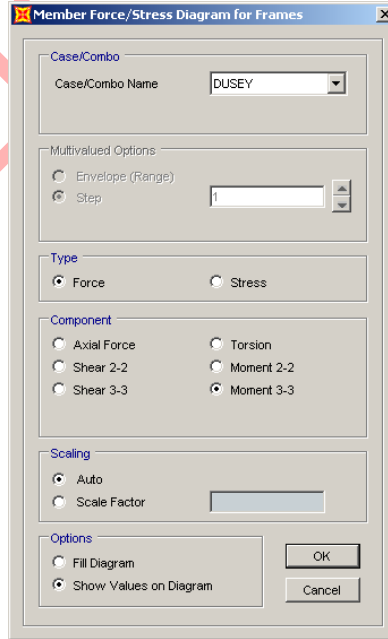 Member Force/Stress Diagram for Frames
Case/Combo
Case/Combo Name DUSEY
Multivalued Options
Envelope (Range)
Step 1
Type
Force Stress
Component
Axial Force Torsion
Shear 2-2 Moment 2-2
Shear 3-3 Moment 3-3
Scaling
Auto
Scale Factor
Options
Fill Diagram
Show Values on Diagram
OK
Cancel